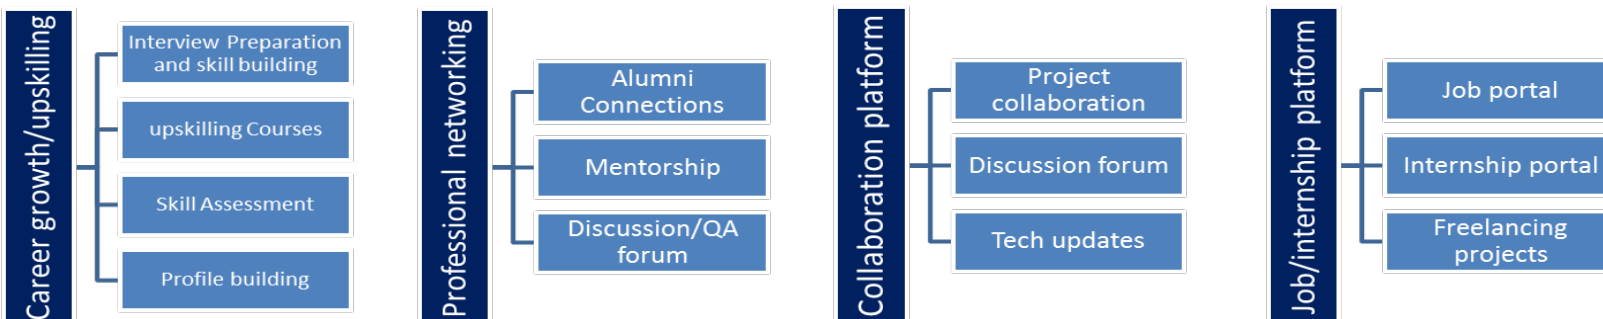 Career growth/upskilling
Interview Preparation
and skill building
upskilling Courses
Skill Assessment
Profile building
Professional networking
Alumni
Connections
Mentorship
Discussion/QA
forum
Collaboration platform
Project
collaboration
Discussion forum
Tech updates
Job/internship platform
Job portal
Internship portal
Freelancing
projects